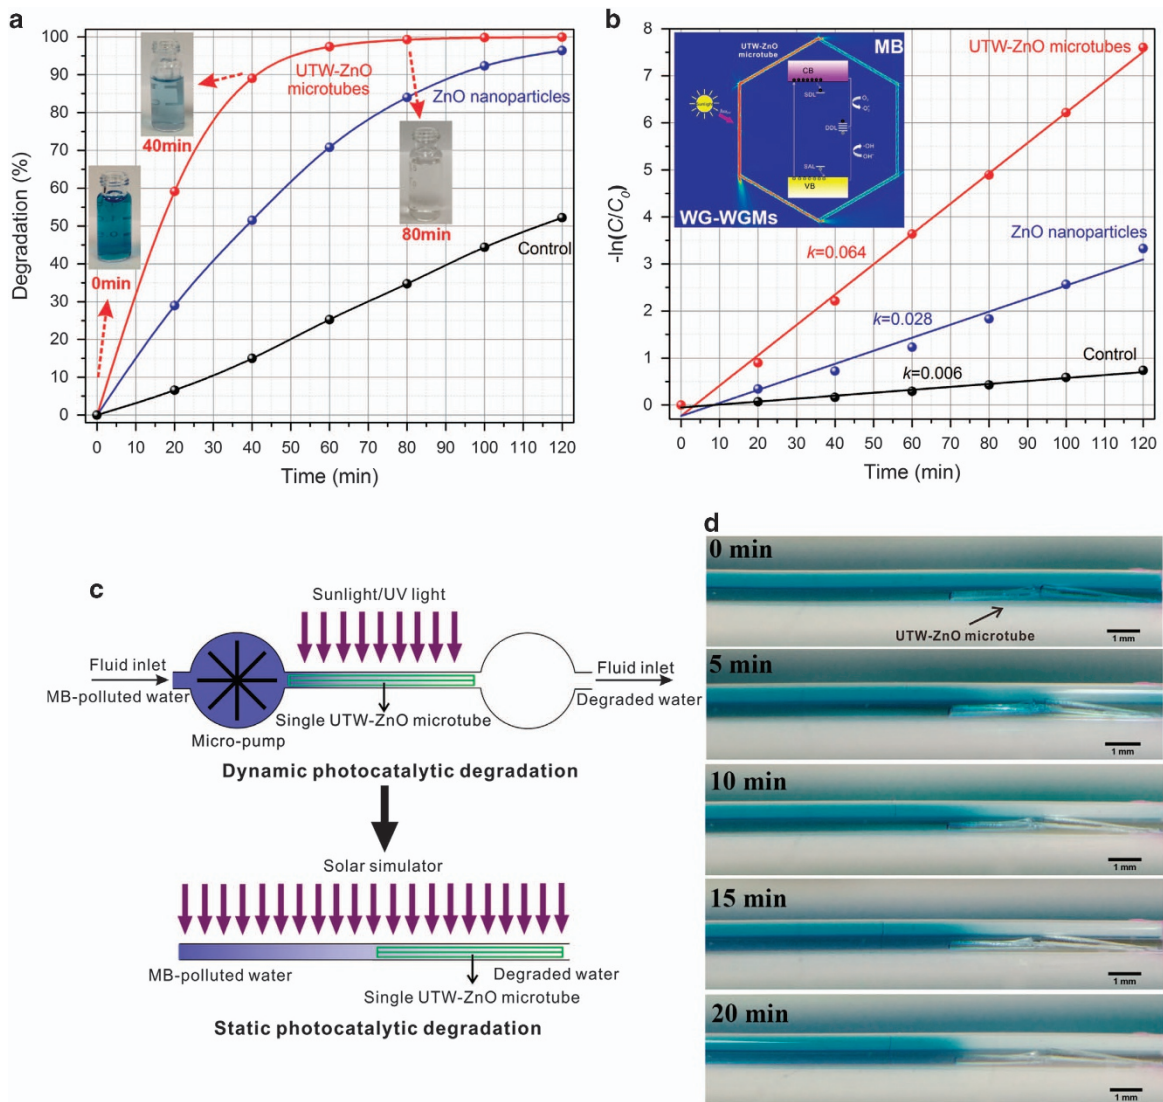 a
100
90
80
70
60
50
40
30
20
10
0
Degradation (%)
0 10 20 30 40 50 60 70 80 90 100 110 120
Time (min)
UTW-ZnO
microtubes
ZnO nanoparticles
Control
40min
0min
80min
b
8
7
6
5
4
3
2
1
0
-ln(C/C0)
0 10 20 30 40 50 60 70 80 90 100 110 120
Time (min)
UTW-ZnO microtubes
k=0.064
ZnO nanoparticles
k=0.028
Control
k=0.006
UTW-ZnO
microtube
MB
CB
SDL
DDL
SAL
VB
WG-WGMs
c
Sunlight/UV light
Fluid inlet
MB-polluted water
Micro-pump
Single UTW-ZnO microtube
Fluid inlet
Degraded water
Dynamic photocatalytic degradation
Solar simulator
MB-polluted water
Degraded water
Single UTW-ZnO microtube
Static photocatalytic degradation
d
0 min
UTW-ZnO microtube
1 mm
5 min
1 mm
10 min
1 mm
15 min
1 mm
20 min
1 mm